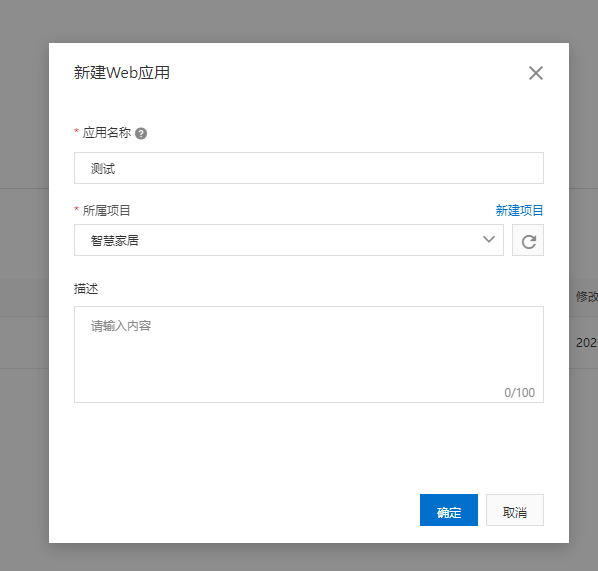 新建Web应用
* 应用名称 ?
测试
* 所属项目 新建项目
智慧家居
描述
请输入内容
0/100
确定 取消
修改
202